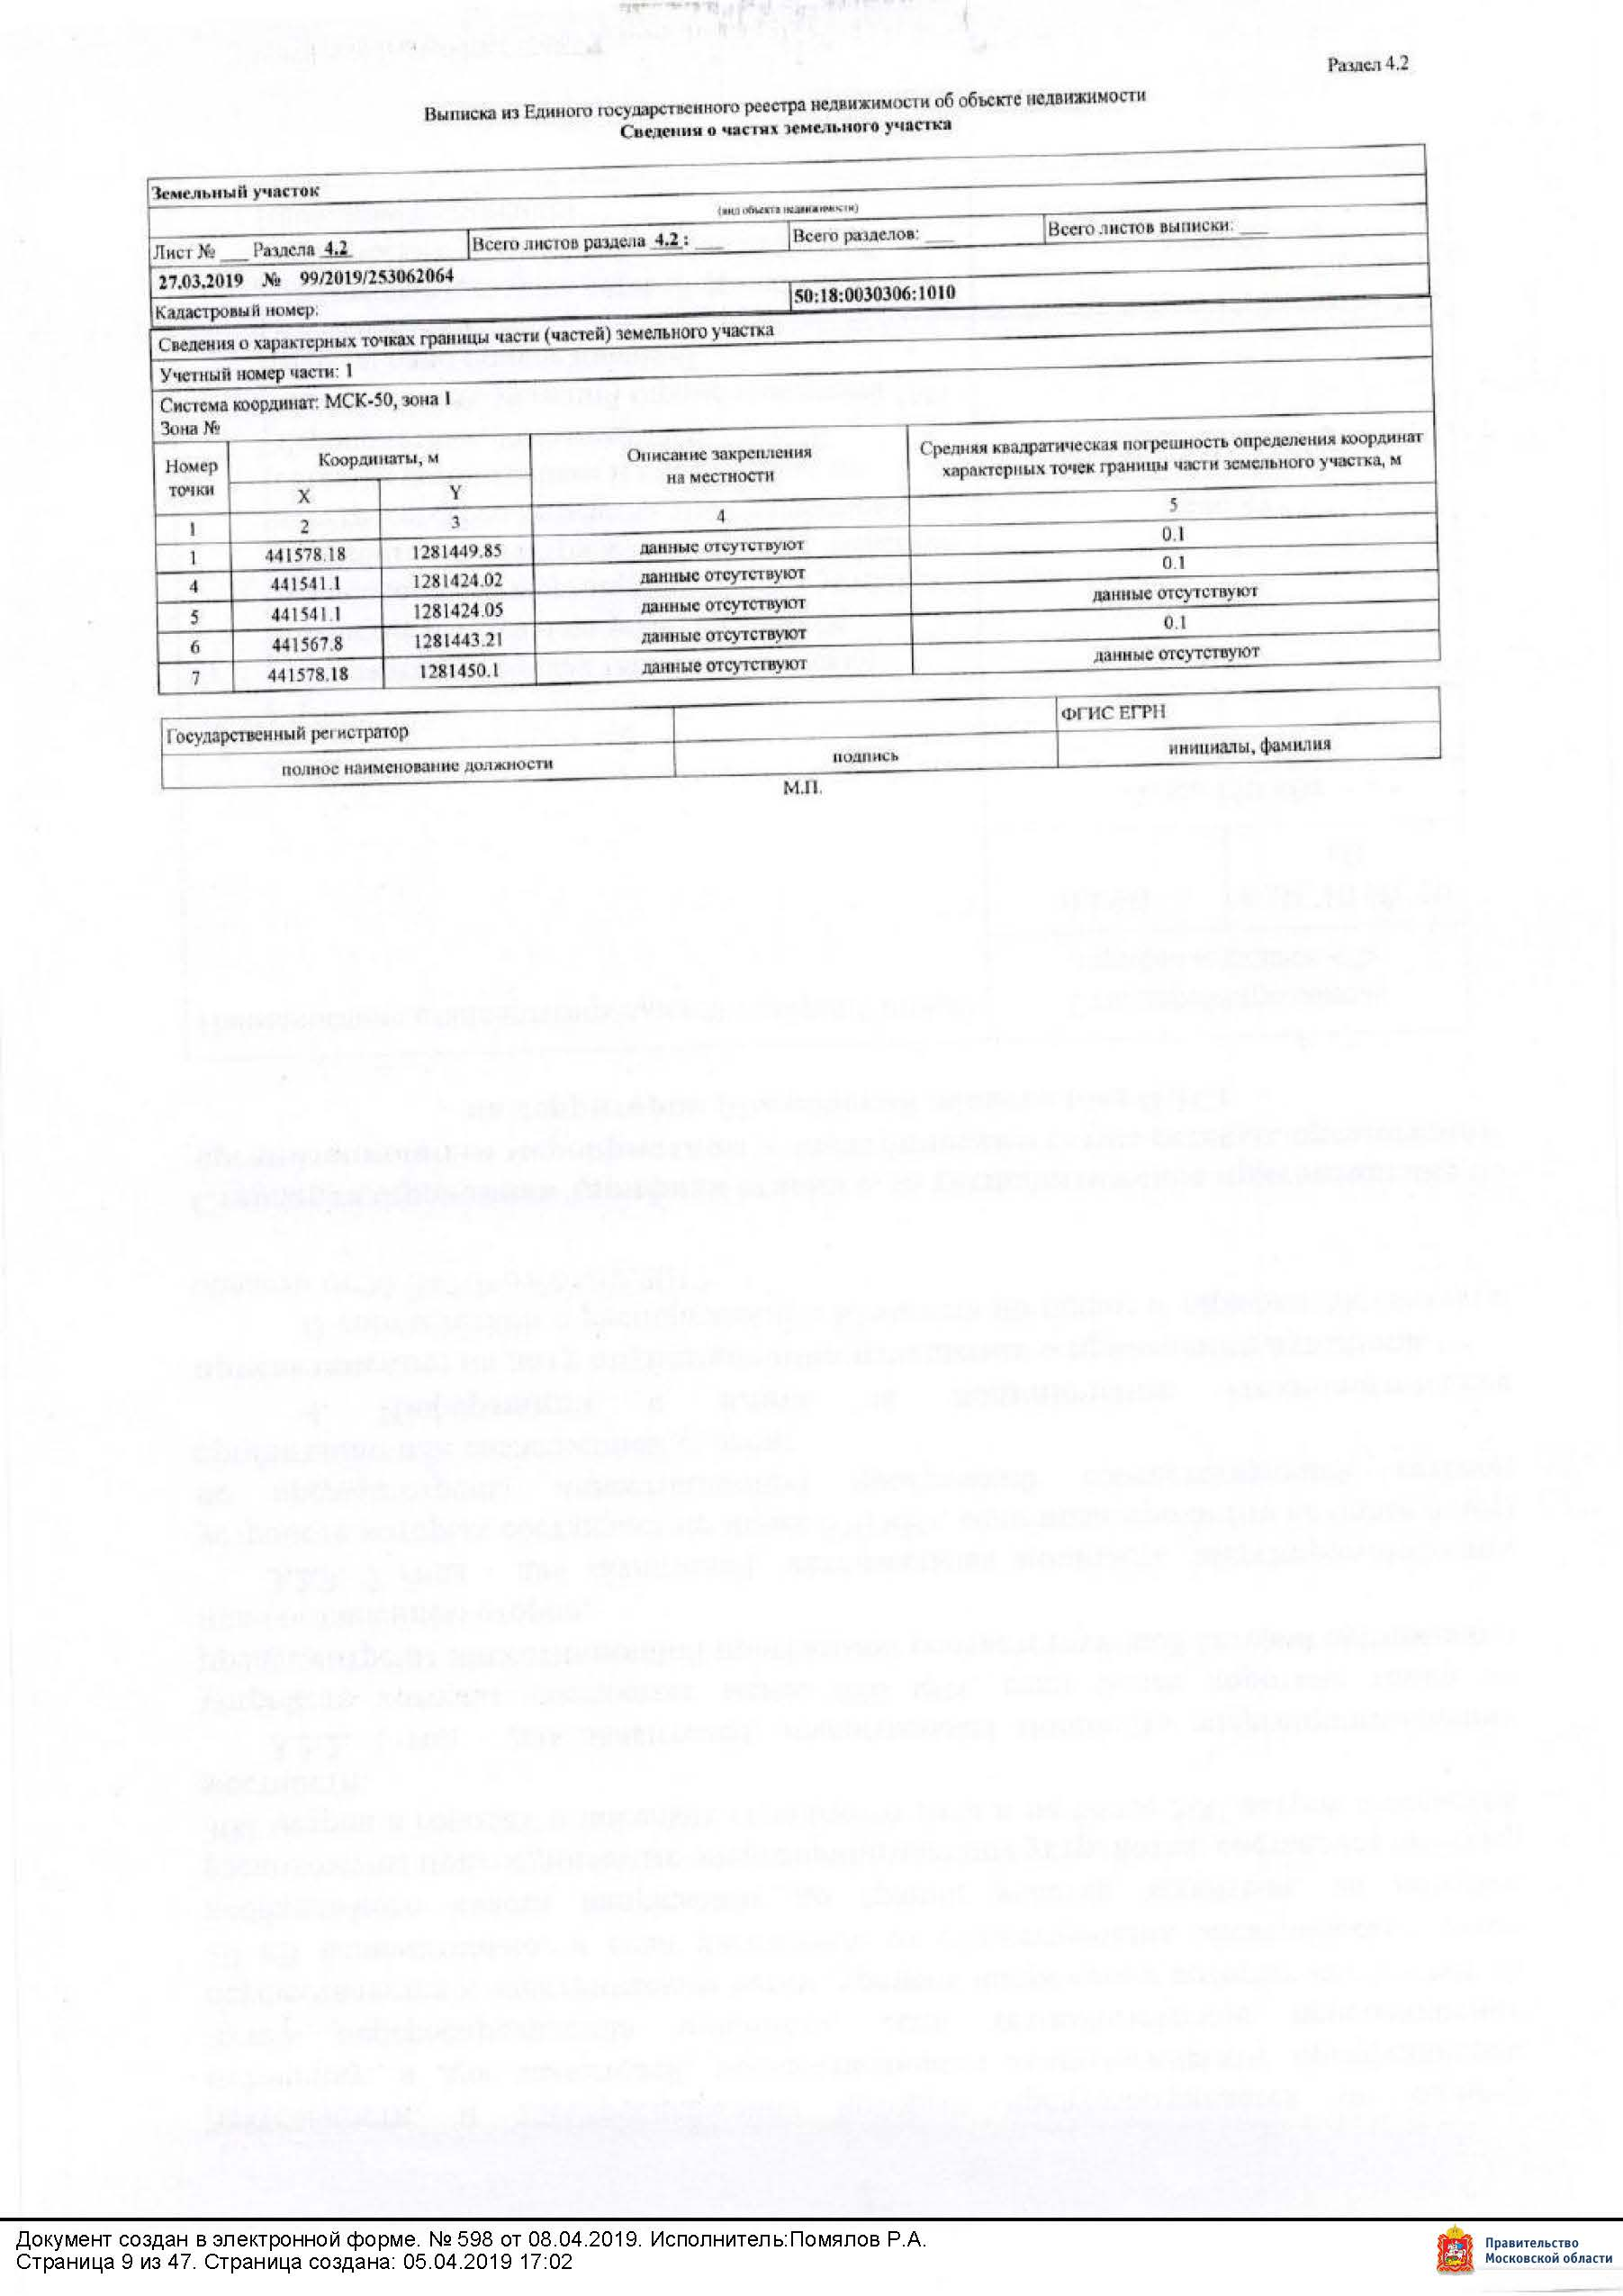 Раздел 4.2
Выписка из Единого государственного реестра недвижимости об объекте недвижимости
Сведения о частях земельного участка
Земельный участок
(вид объекта недвижимости)
Лист № ___ Раздела 4.2 Всего листов раздела 4.2 : ___ Всего разделов: ___ Всего листов выписки: ___
27.03.2019 № 99/2019/253062064
Кадастровый номер: 50:18:0030306:1010
Сведения о характерных точках границы части (частей) земельного участка
Учетный номер части: 1
Система координат: МСК-50, зона 1
Зона №
Номер точки Координаты, м Описание закрепления на местности Средняя квадратическая погрешность определения координат характерных точек границы части земельного участка, м
X Y
1 2 3 4 5
1 441578.18 1281449.85 данные отсутствуют 0.1
4 441541.1 1281424.02 данные отсутствуют 0.1
5 441541.1 1281424.05 данные отсутствуют данные отсутствуют
6 441567.8 1281443.21 данные отсутствуют 0.1
7 441578.18 1281450.1 данные отсутствуют данные отсутствуют
Государственный регистратор ФГИС ЕГРН
полное наименование должности подпись инициалы, фамилия
М.П.
Документ создан в электронной форме. № 598 от 08.04.2019. Исполнитель:Помялов Р.А.
Страница 9 из 47. Страница создана: 05.04.2019 17:02
Правительство
Московской области